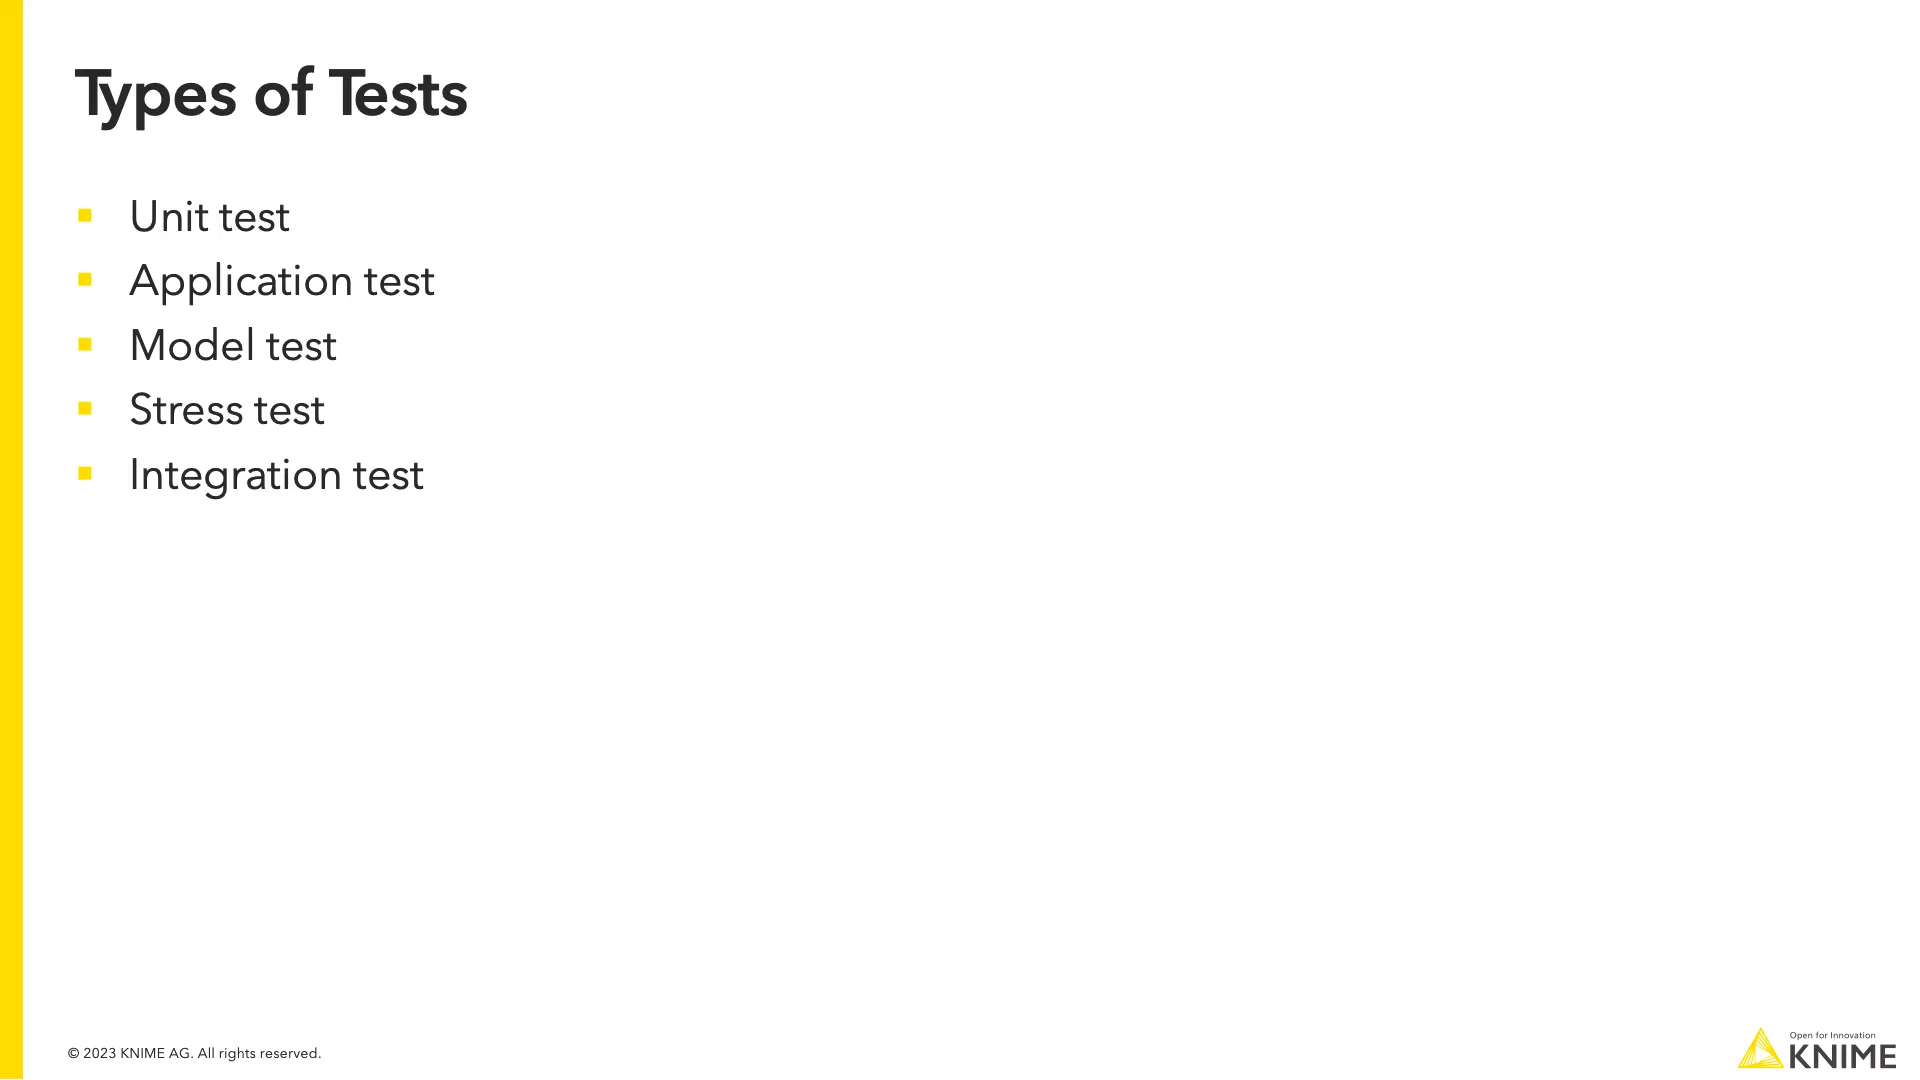 Types of Tests
Unit test
Application test
Model test
Stress test
Integration test
© 2023 KNIME AG. All rights reserved.
Open for Innovation
KNIME